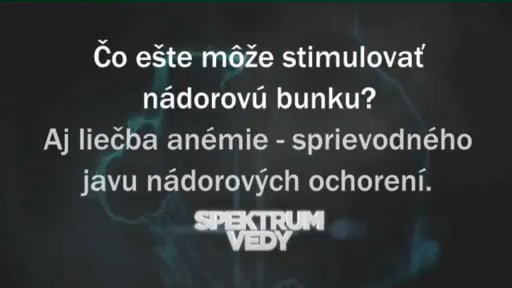 Čo ešte môže stimulovať
nádorovú bunku?
Aj liečba anémie - sprievodného
javu nádorových ochorení.
SPEKTRUM
VEDY